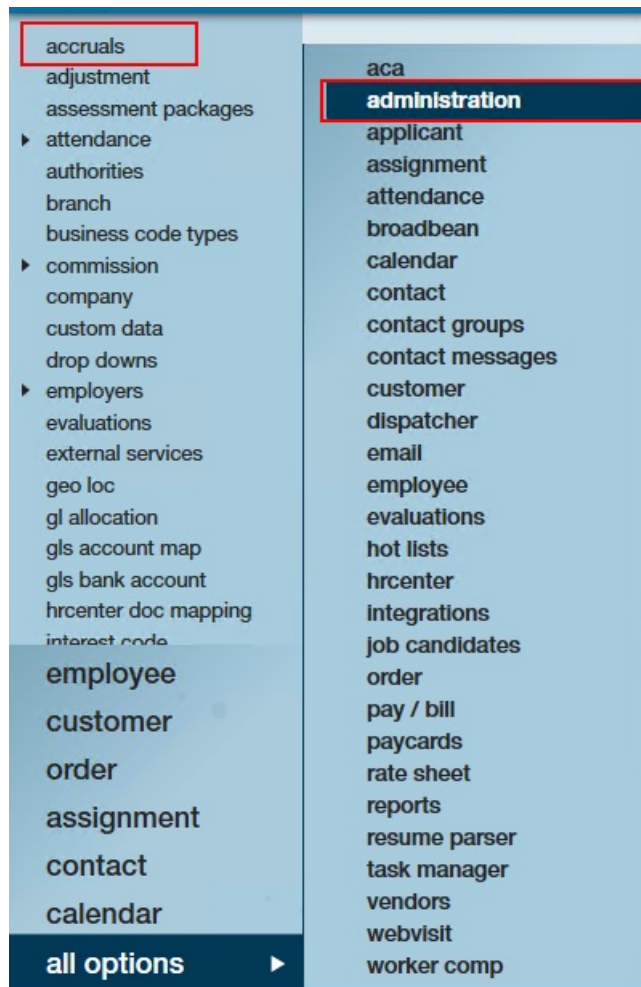 accruals
adjustment
assessment packages
attendance
authorities
branch
business code types
commission
company
custom data
drop downs
employers
evaluations
external services
geo loc
gl allocation
gls account map
gls bank account
hrcenter doc mapping
interest code
employee
customer
order
assignment
contact
calendar
all options
aca
administration
applicant
assignment
attendance
broadbean
calendar
contact
contact groups
contact messages
customer
dispatcher
email
employee
evaluations
hot lists
hrcenter
integrations
job candidates
order
pay / bill
paycards
rate sheet
reports
resume parser
task manager
vendors
webvisit
worker comp